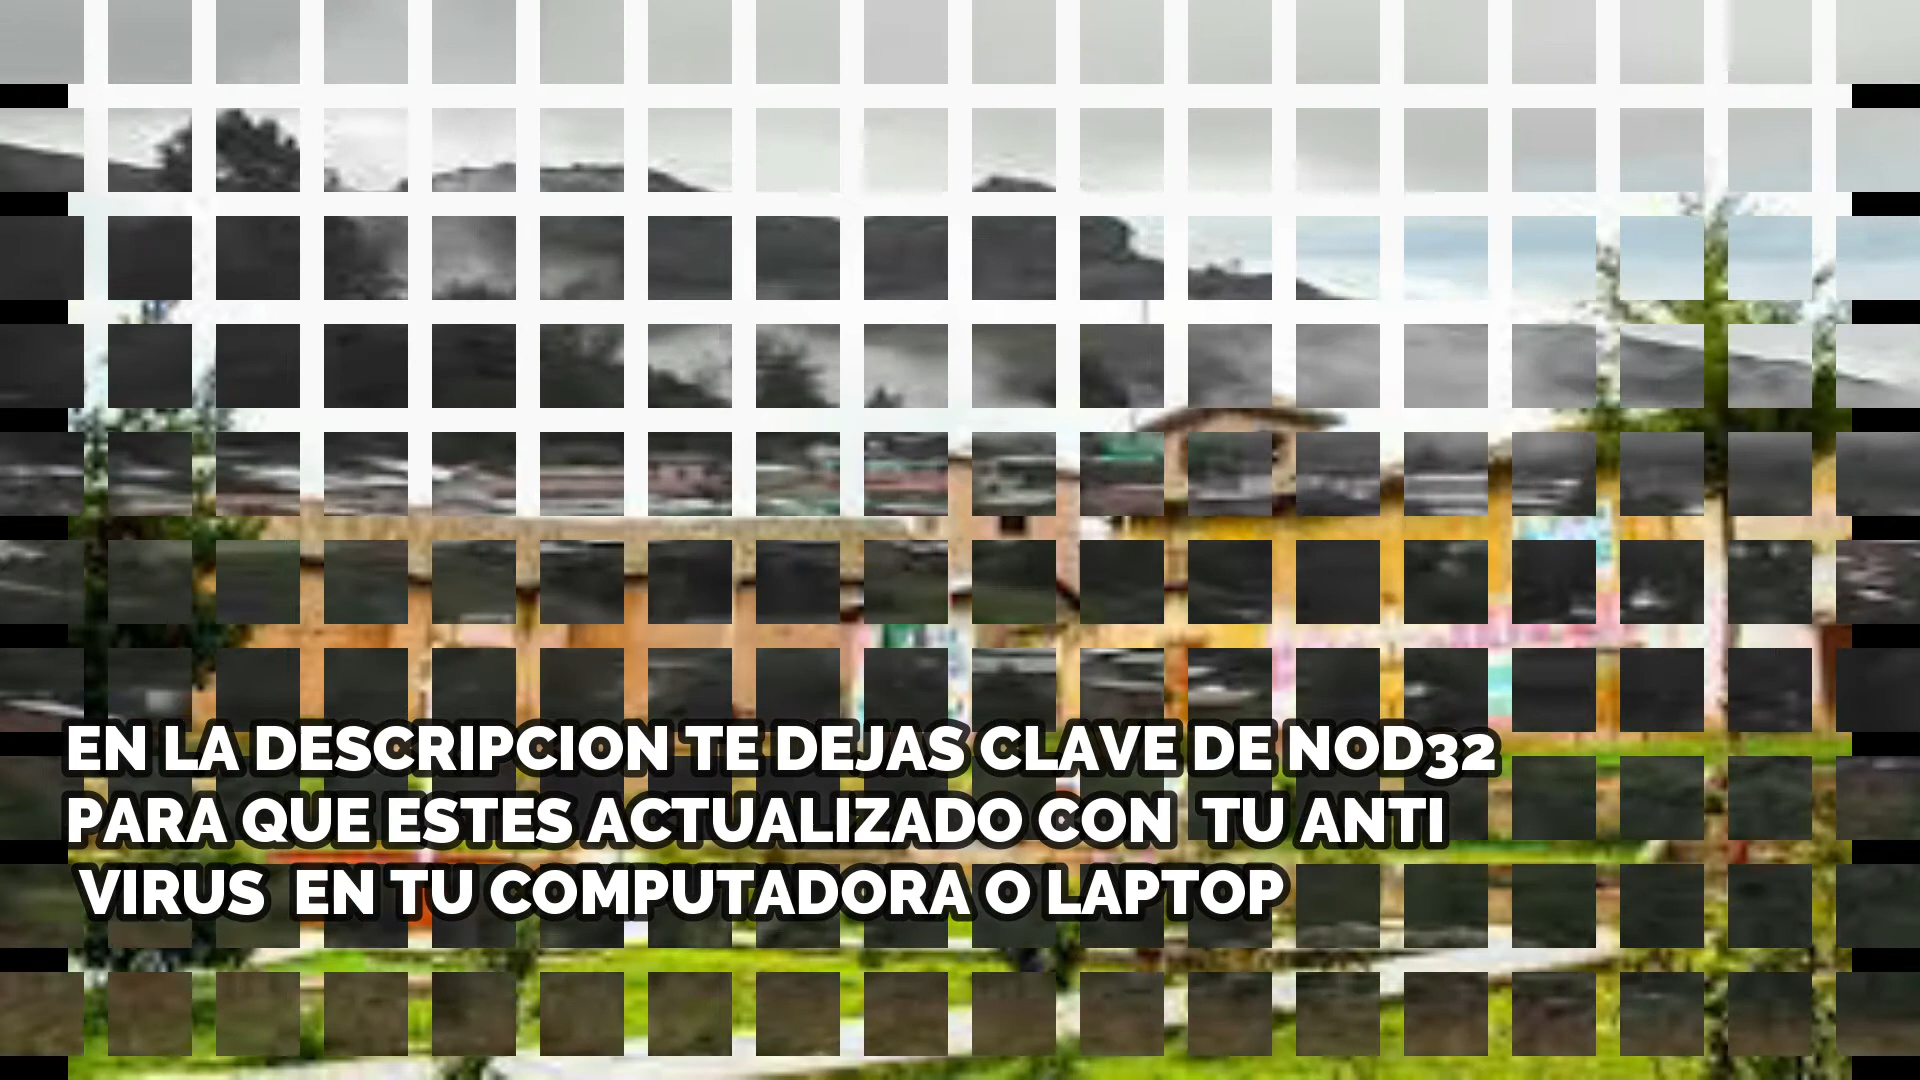 EN LA DESCRIPCION TE DEJAS CLAVE DE NOD32
PARA QUE ESTES ACTUALIZADO CON TU ANTI
VIRUS EN TU COMPUTADORA O LAPTOP